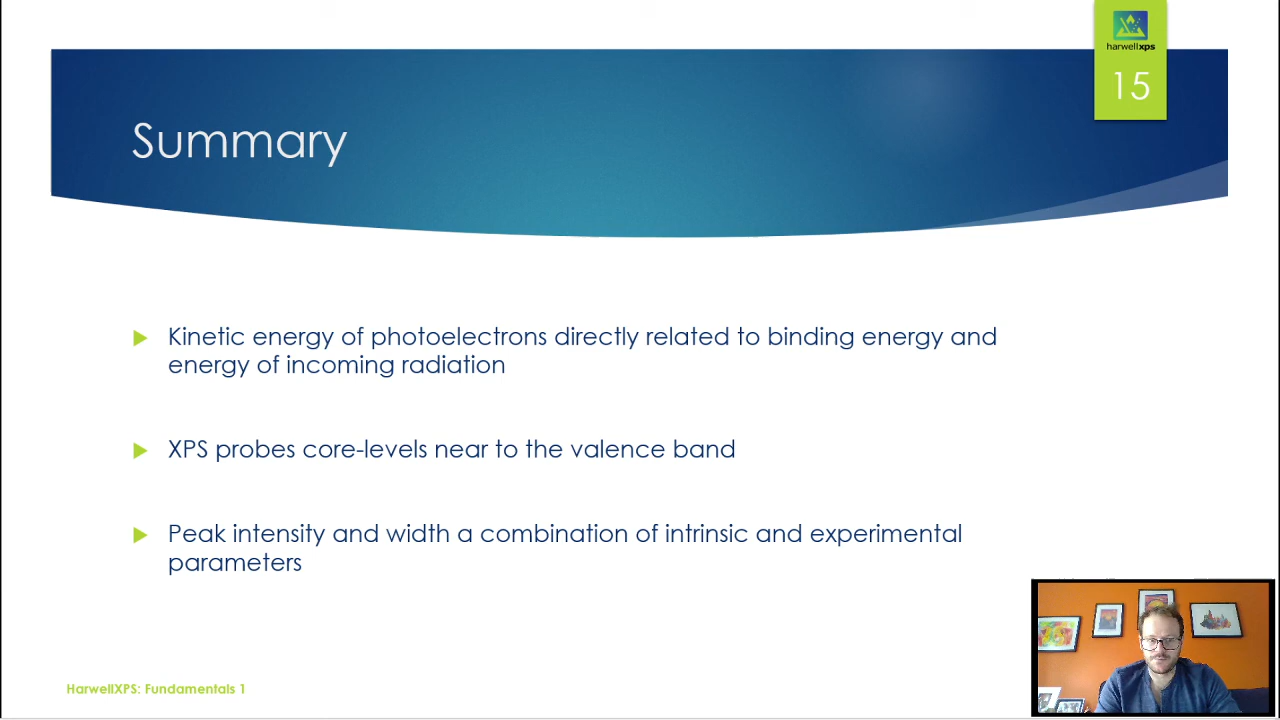 harwellxps
15
Summary
Kinetic energy of photoelectrons directly related to binding energy and
energy of incoming radiation
XPS probes core-levels near to the valence band
Peak intensity and width a combination of intrinsic and experimental
parameters
HarwellXPS: Fundamentals 1